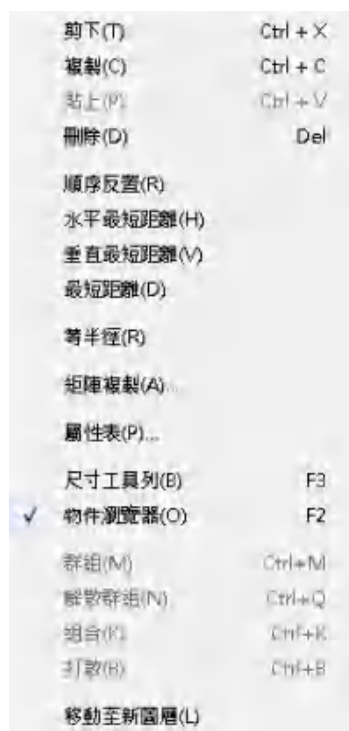 剪下(T) Ctrl + X
複製(C) Ctrl + C
貼上(P) Ctrl + V
刪除(D) Del
順序反置(R)
水平最短距離(H)
垂直最短距離(V)
最短距離(D)
等半徑(R)
矩陣複製(A)...
屬性表(P)...
尺寸工具列(B) F3
✓ 物件瀏覽器(O) F2
群組(M) Ctrl+M
解散群組(N) Ctrl+Q
組合(K) Ctrl+K
打散(B) Ctrl+B
移動至新圖層(L)